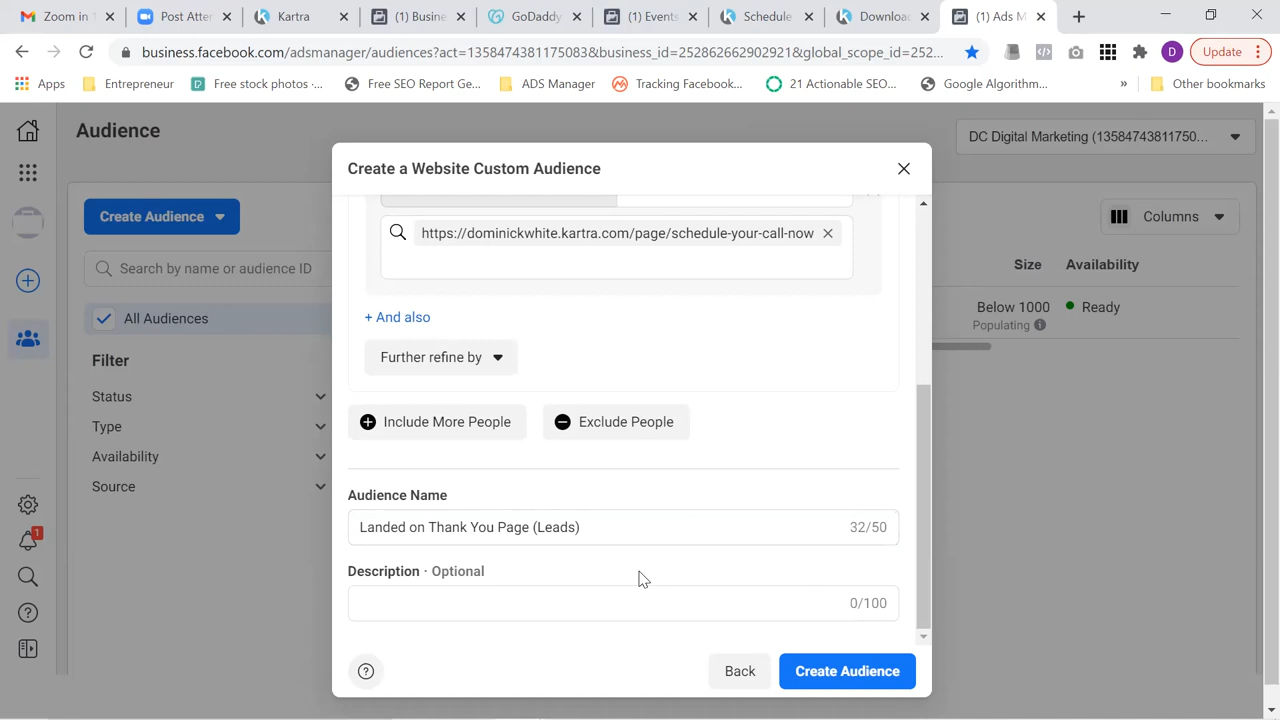 Zoom in
Post Atter
Kartra
(1) Busine
GoDaddy
(1) Events
Schedule
Downloac
(1) Ads M
business.facebook.com/adsmanager/audiences?act=1358474381175083&business_id=252862662902921&global_scope_id=252...
D
Update
Apps
Entrepreneur
Free stock photos -...
Free SEO Report Ge...
ADS Manager
Tracking Facebook...
21 Actionable SEO...
Google Algorithm...
»
Other bookmarks
Audience
DC Digital Marketing (13584743811750...
Create Audience
Search by name or audience ID
All Audiences
Filter
Status
Type
Availability
Source
1
Columns
Size
Availability
Below 1000
Ready
Populating
Create a Website Custom Audience
https://dominickwhite.kartra.com/page/schedule-your-call-now
+ And also
Further refine by
Include More People
Exclude People
Audience Name
Landed on Thank You Page (Leads)
32/50
Description · Optional
0/100
Back
Create Audience